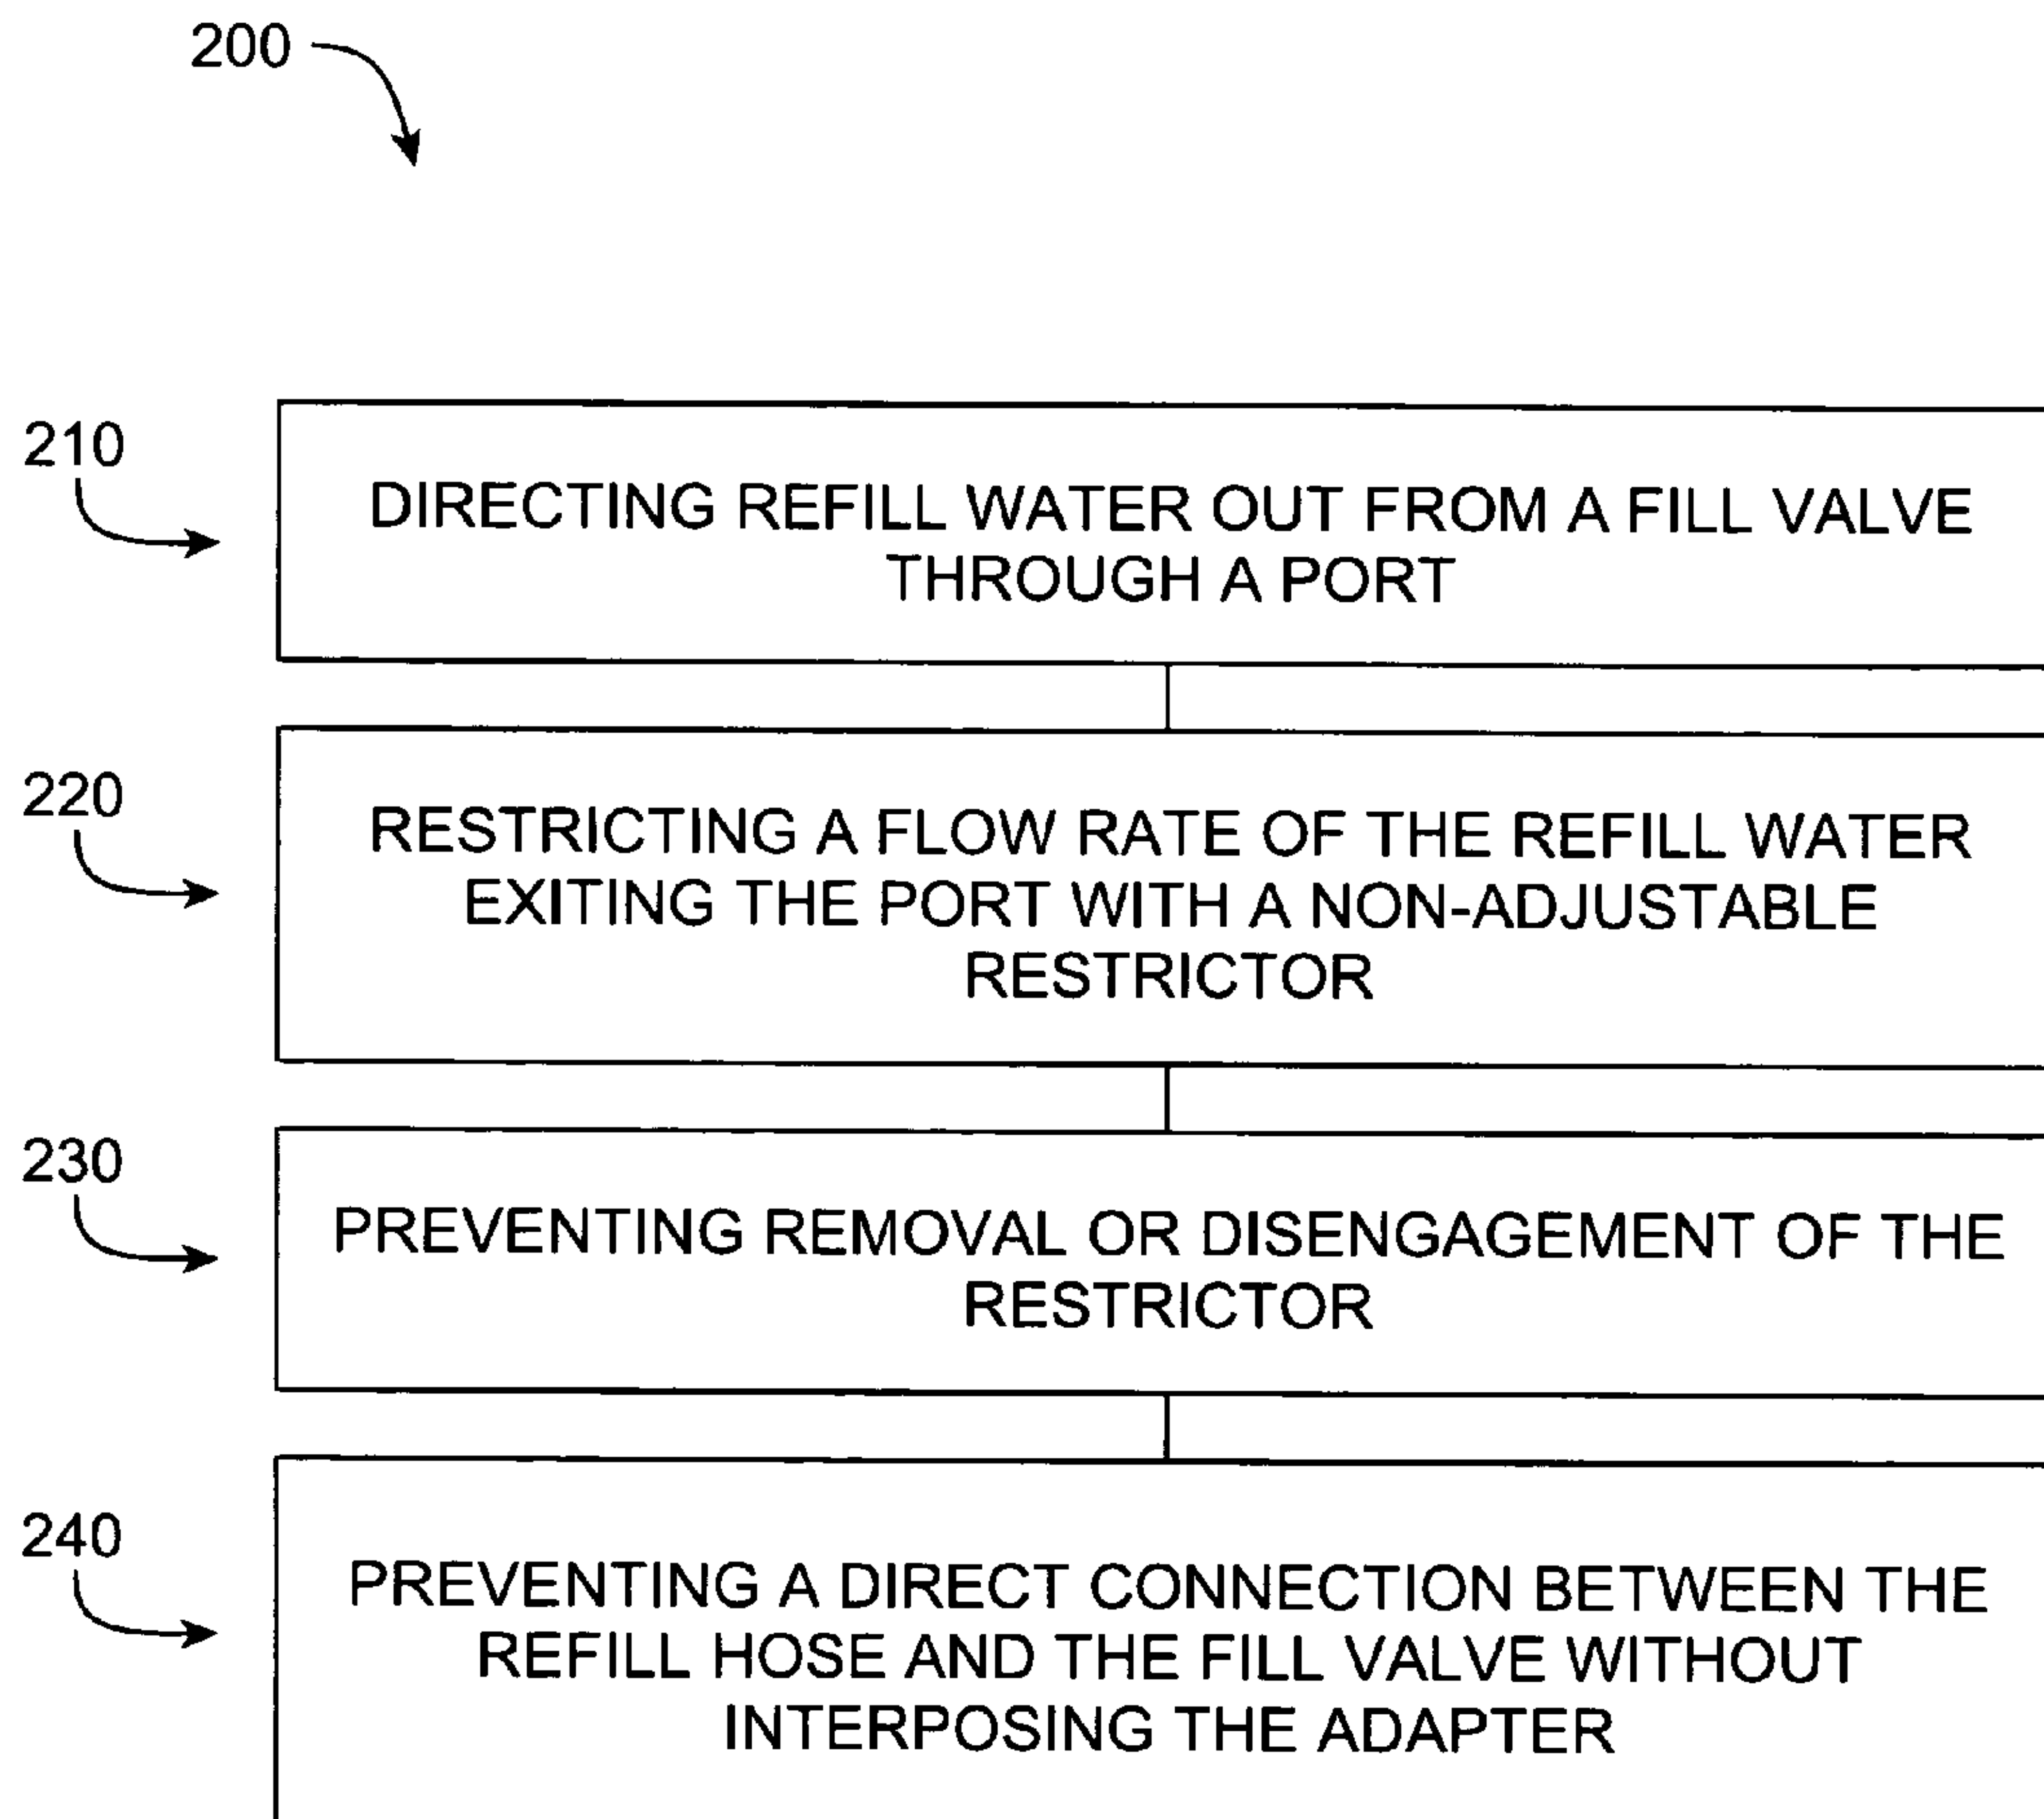 200
210
DIRECTING REFILL WATER OUT FROM A FILL VALVE
THROUGH A PORT
220
RESTRICTING A FLOW RATE OF THE REFILL WATER
EXITING THE PORT WITH A NON-ADJUSTABLE
RESTRICTOR
230
PREVENTING REMOVAL OR DISENGAGEMENT OF THE
RESTRICTOR
240
PREVENTING A DIRECT CONNECTION BETWEEN THE
REFILL HOSE AND THE FILL VALVE WITHOUT
INTERPOSING THE ADAPTER